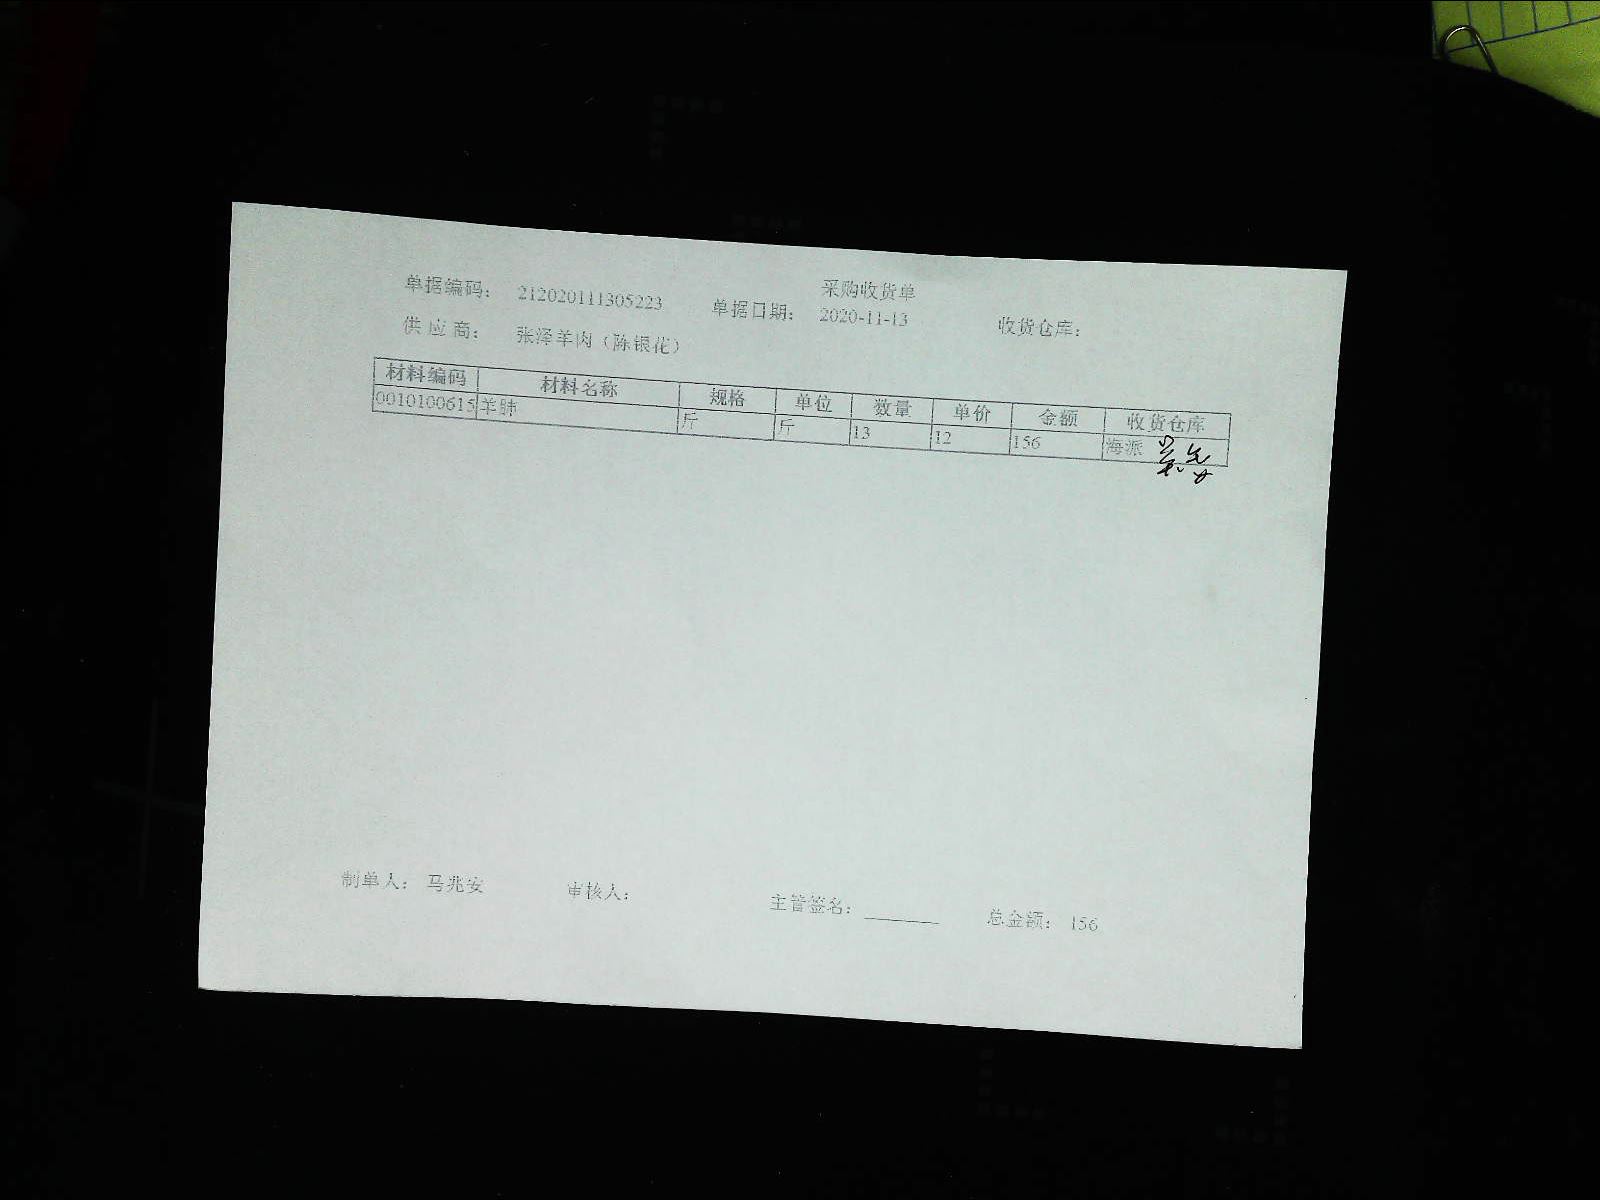 采购收货单
单据编码： 212020111305223 单据日期： 2020-11-13 收货仓库：
供 应 商： 张泽羊肉（陈银花）
材料编码 材料名称 规格 单位 数量 单价 金额 收货仓库
0010100615 羊肺 斤 斤 13 12 156 海派
制单人： 马兆安 审核人： 主管签名： 总金额： 156